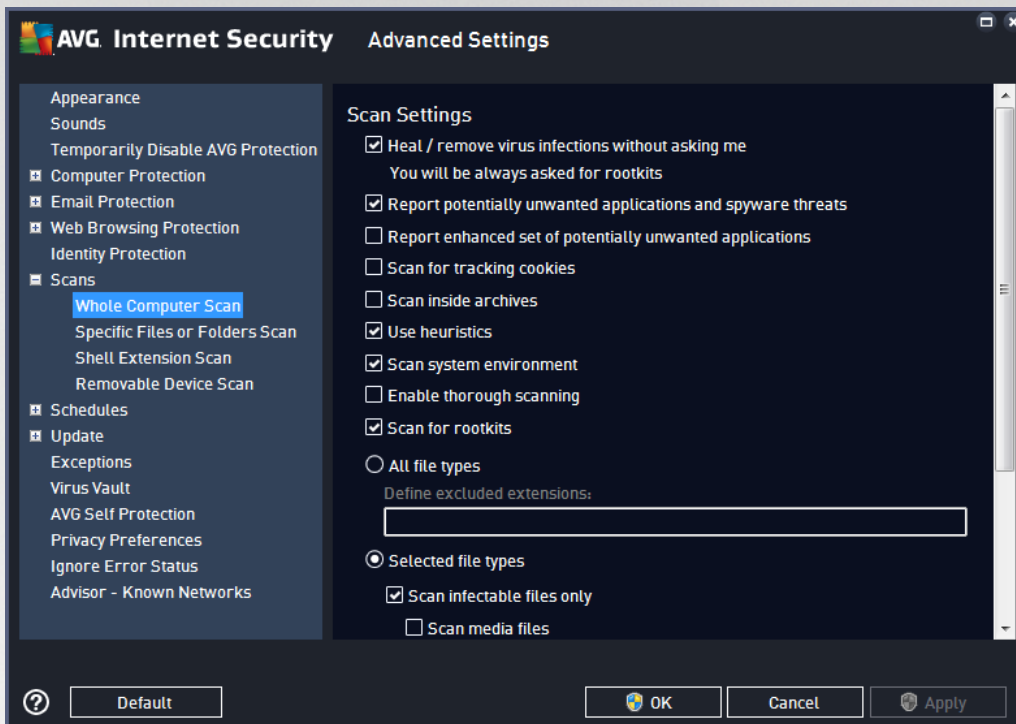 AVG. Internet Security Advanced Settings
Appearance
Sounds
Temporarily Disable AVG Protection
Computer Protection
Email Protection
Web Browsing Protection
Identity Protection
Scans
Whole Computer Scan
Specific Files or Folders Scan
Shell Extension Scan
Removable Device Scan
Schedules
Update
Exceptions
Virus Vault
AVG Self Protection
Privacy Preferences
Ignore Error Status
Advisor - Known Networks
Scan Settings
Heal / remove virus infections without asking me
You will be always asked for rootkits
Report potentially unwanted applications and spyware threats
Report enhanced set of potentially unwanted applications
Scan for tracking cookies
Scan inside archives
Use heuristics
Scan system environment
Enable thorough scanning
Scan for rootkits
All file types
Define excluded extensions:
Selected file types
Scan infectable files only
Scan media files
? Default OK Cancel Apply